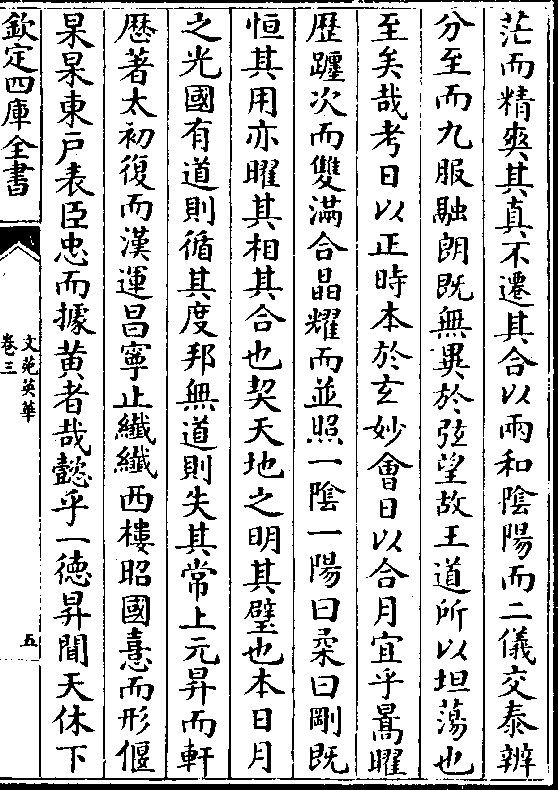 茫而精爽其真不遷其合以兩和陰陽而二儀交泰辨
分至而九服融朗既無異於弦望故王道所以坦蕩也
至矣哉考日以正時本於玄妙會日以合月宜乎暠曜
歴躔次而雙滿合晶耀而並照一陰一陽曰柔曰剛既
恒其用亦曜其相其合也契天地之明其璧也本日月
之光國有道則循其度邦無道則失其常上元昇而軒
歴著太初復而漢運昌寧止纎纎西樓昭國憙而形偃
杲杲東戸表臣忠而據黄者哉懿乎一德昇聞天休下
欽定四庫全書
文苑英華
卷三
五